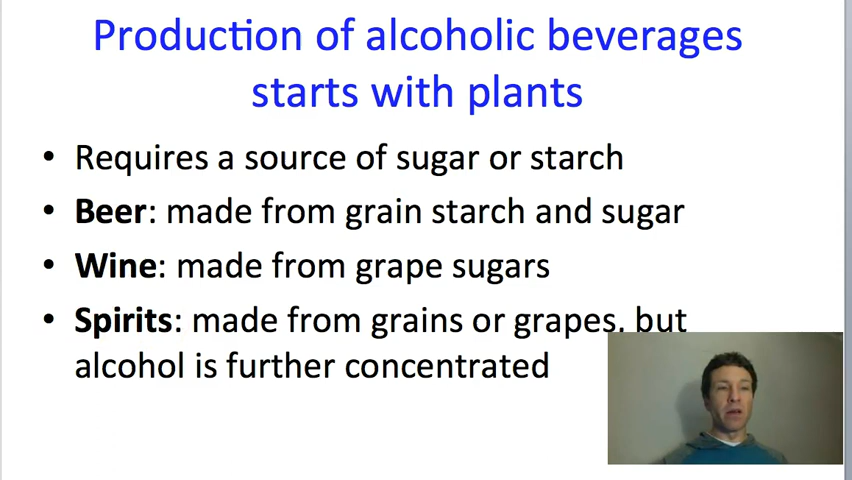 Production of alcoholic beverages
starts with plants
• Requires a source of sugar or starch
• Beer: made from grain starch and sugar
• Wine: made from grape sugars
• Spirits: made from grains or grapes, but
alcohol is further concentrated